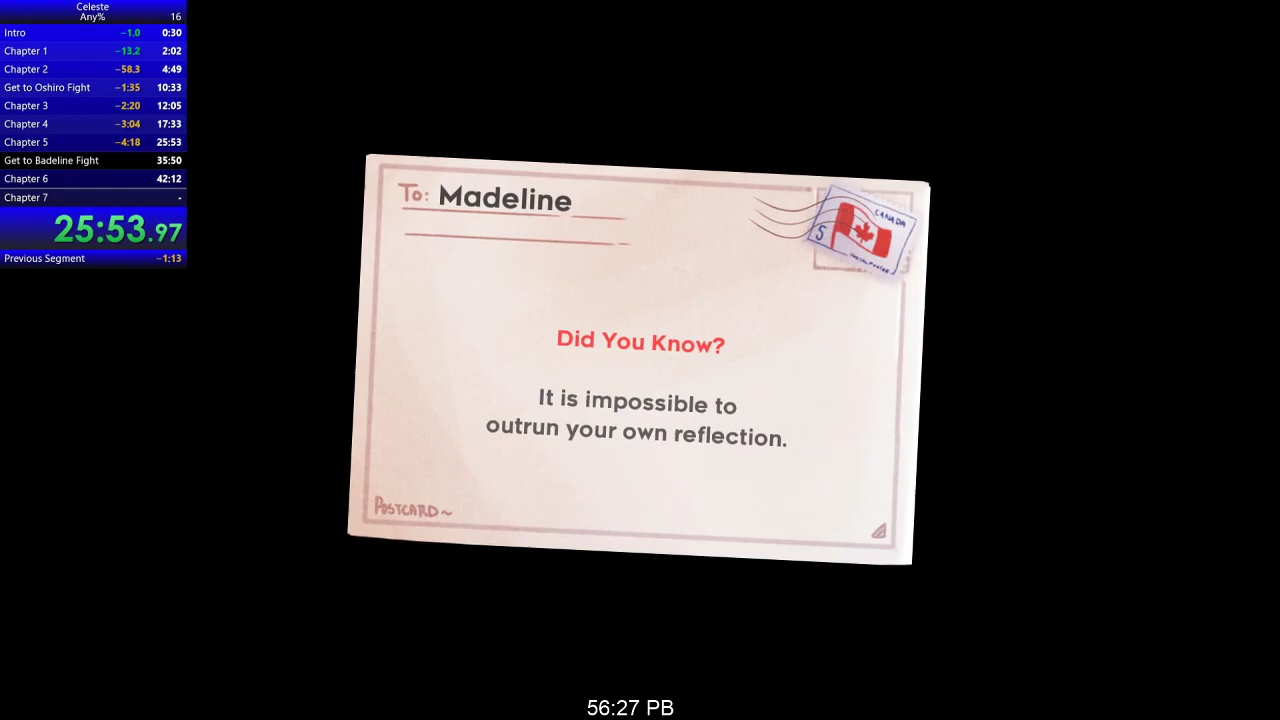 Celeste
Any% 16
Intro −1.0 0:30
Chapter 1 −13.2 2:02
Chapter 2 −58.3 4:49
Get to Oshiro Fight −1:35 10:33
Chapter 3 −2:20 12:05
Chapter 4 −3:04 17:33
Chapter 5 −4:18 25:53
Get to Badeline Fight 35:50
Chapter 6 42:12
Chapter 7 -
25:53.97
Previous Segment −1:13
To: Madeline
CANADA
5
Did You Know?
It is impossible to
outrun your own reflection.
POSTCARD~
56:27 PB